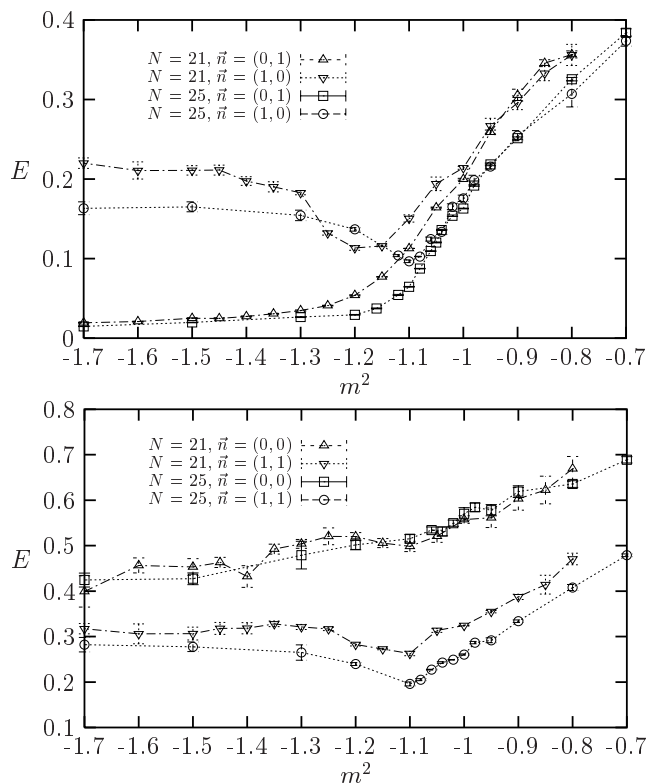 0.4
0.3
0.2
0.1
0
E
N = 21, n⃗ = (0, 1)
N = 21, n⃗ = (1, 0)
N = 25, n⃗ = (0, 1)
N = 25, n⃗ = (1, 0)
-1.7 -1.6 -1.5 -1.4 -1.3 -1.2 -1.1 -1 -0.9 -0.8 -0.7
m²
0.8
0.7
0.6
0.5
0.4
0.3
0.2
0.1
E
N = 21, n⃗ = (0, 0)
N = 21, n⃗ = (1, 1)
N = 25, n⃗ = (0, 0)
N = 25, n⃗ = (1, 1)
-1.7 -1.6 -1.5 -1.4 -1.3 -1.2 -1.1 -1 -0.9 -0.8 -0.7
m²